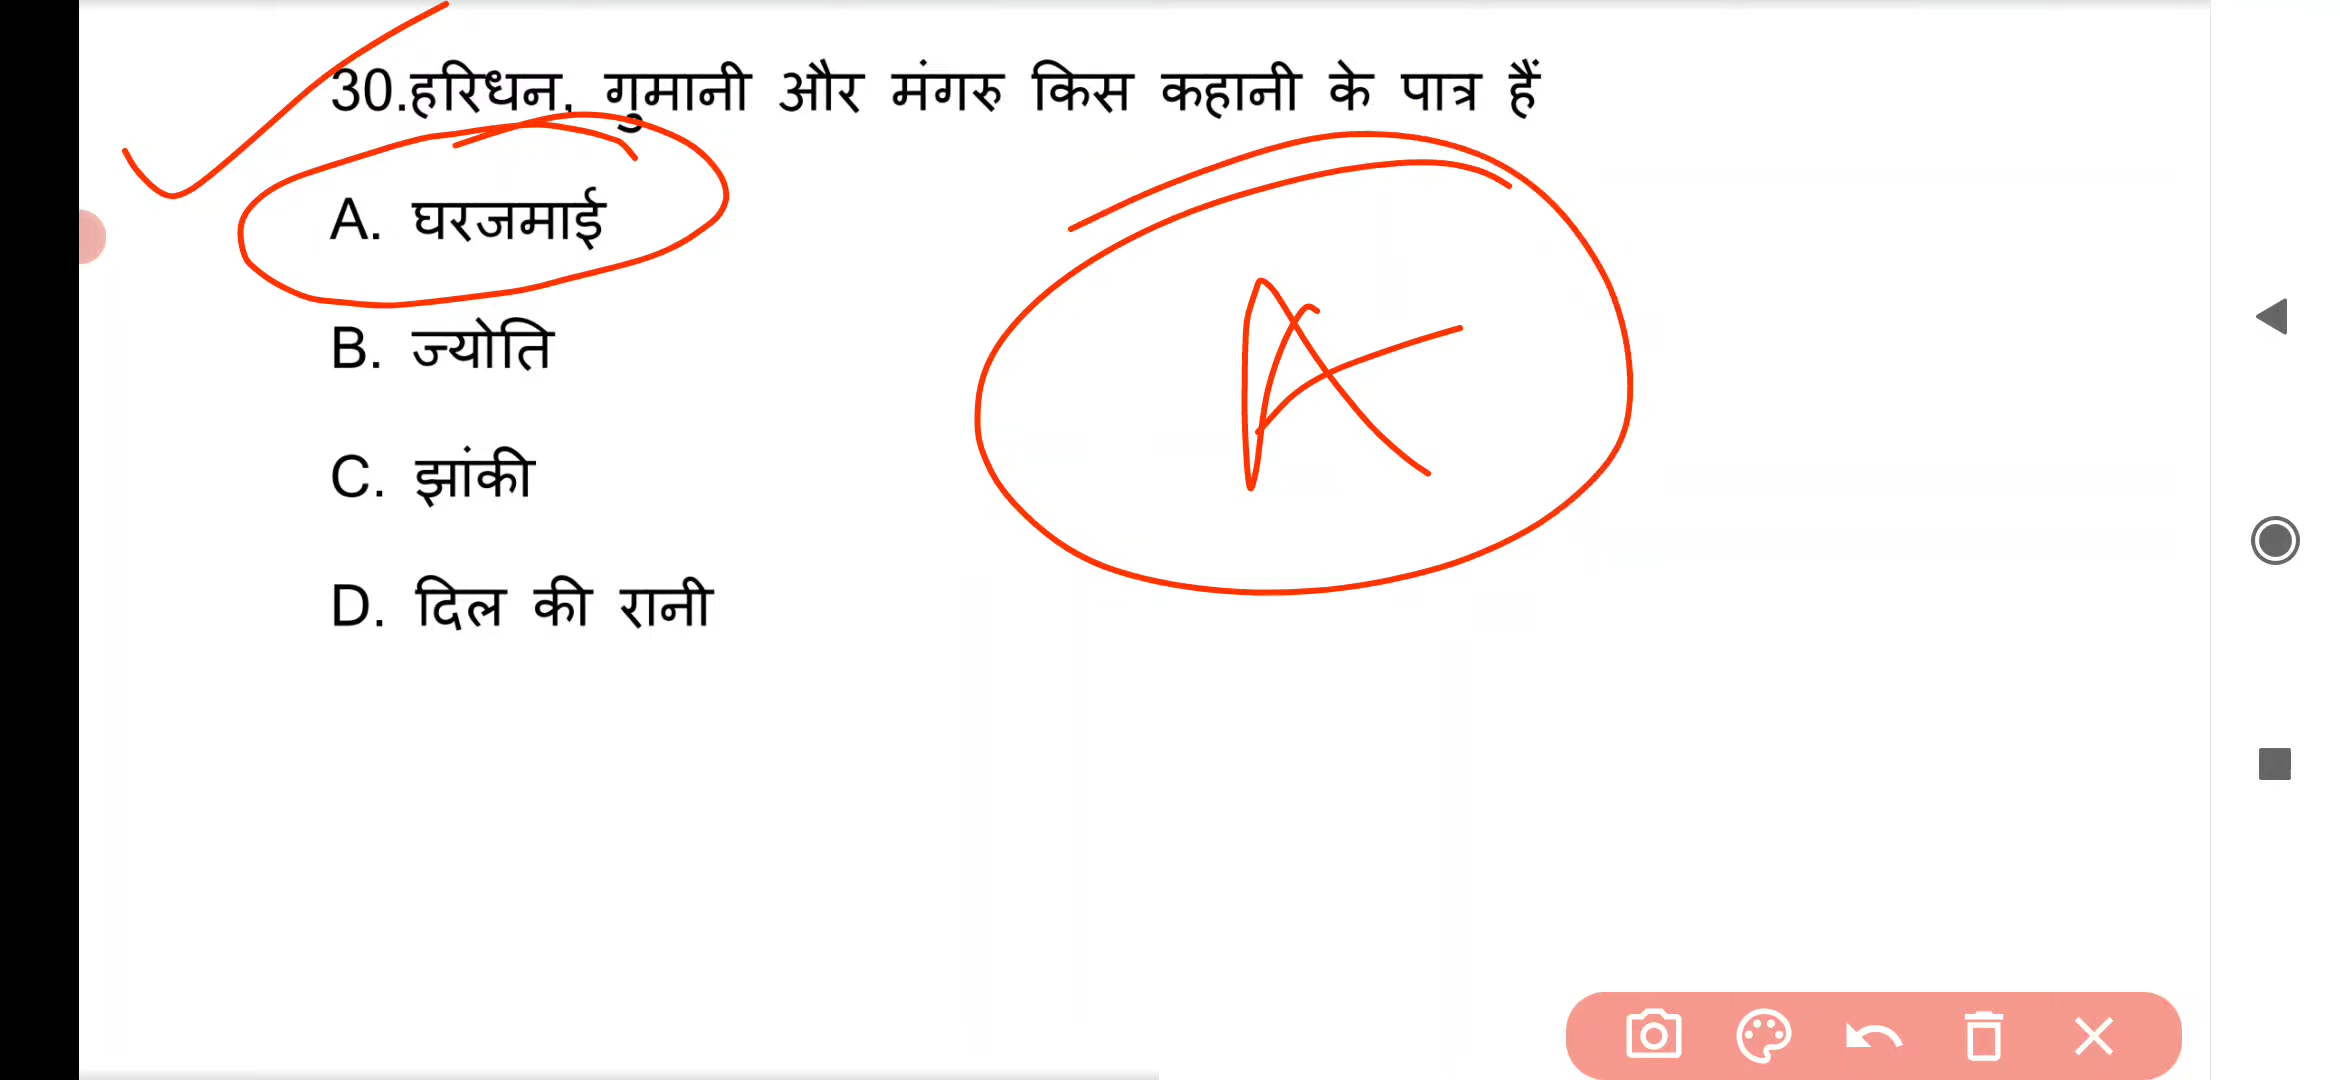 30.हरिधन, गुमानी और मंगरु किस कहानी के पात्र हैं
A. घरजमाई
A
B. ज्योति
C. झांकी
D. दिल की रानी